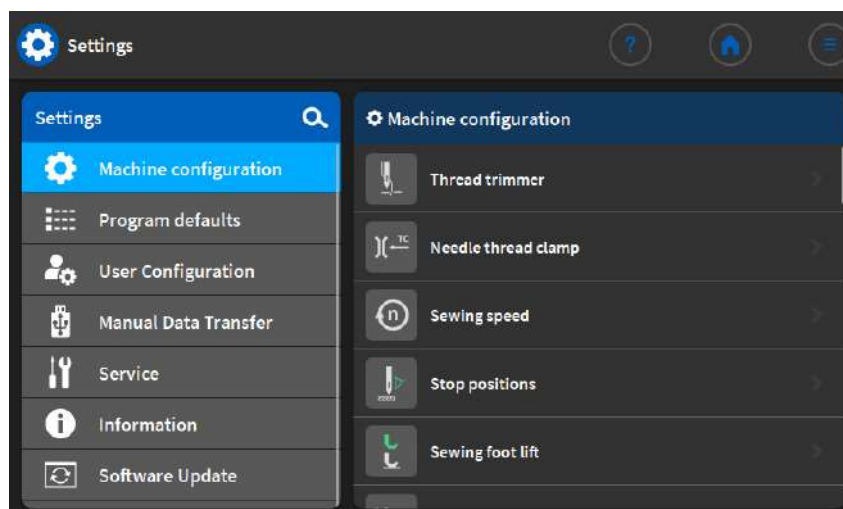 Settings
?
Settings
Machine configuration
Program defaults
User Configuration
Manual Data Transfer
Service
Information
Software Update
Machine configuration
Thread trimmer
TC
Needle thread clamp
n
Sewing speed
Stop positions
Sewing foot lift